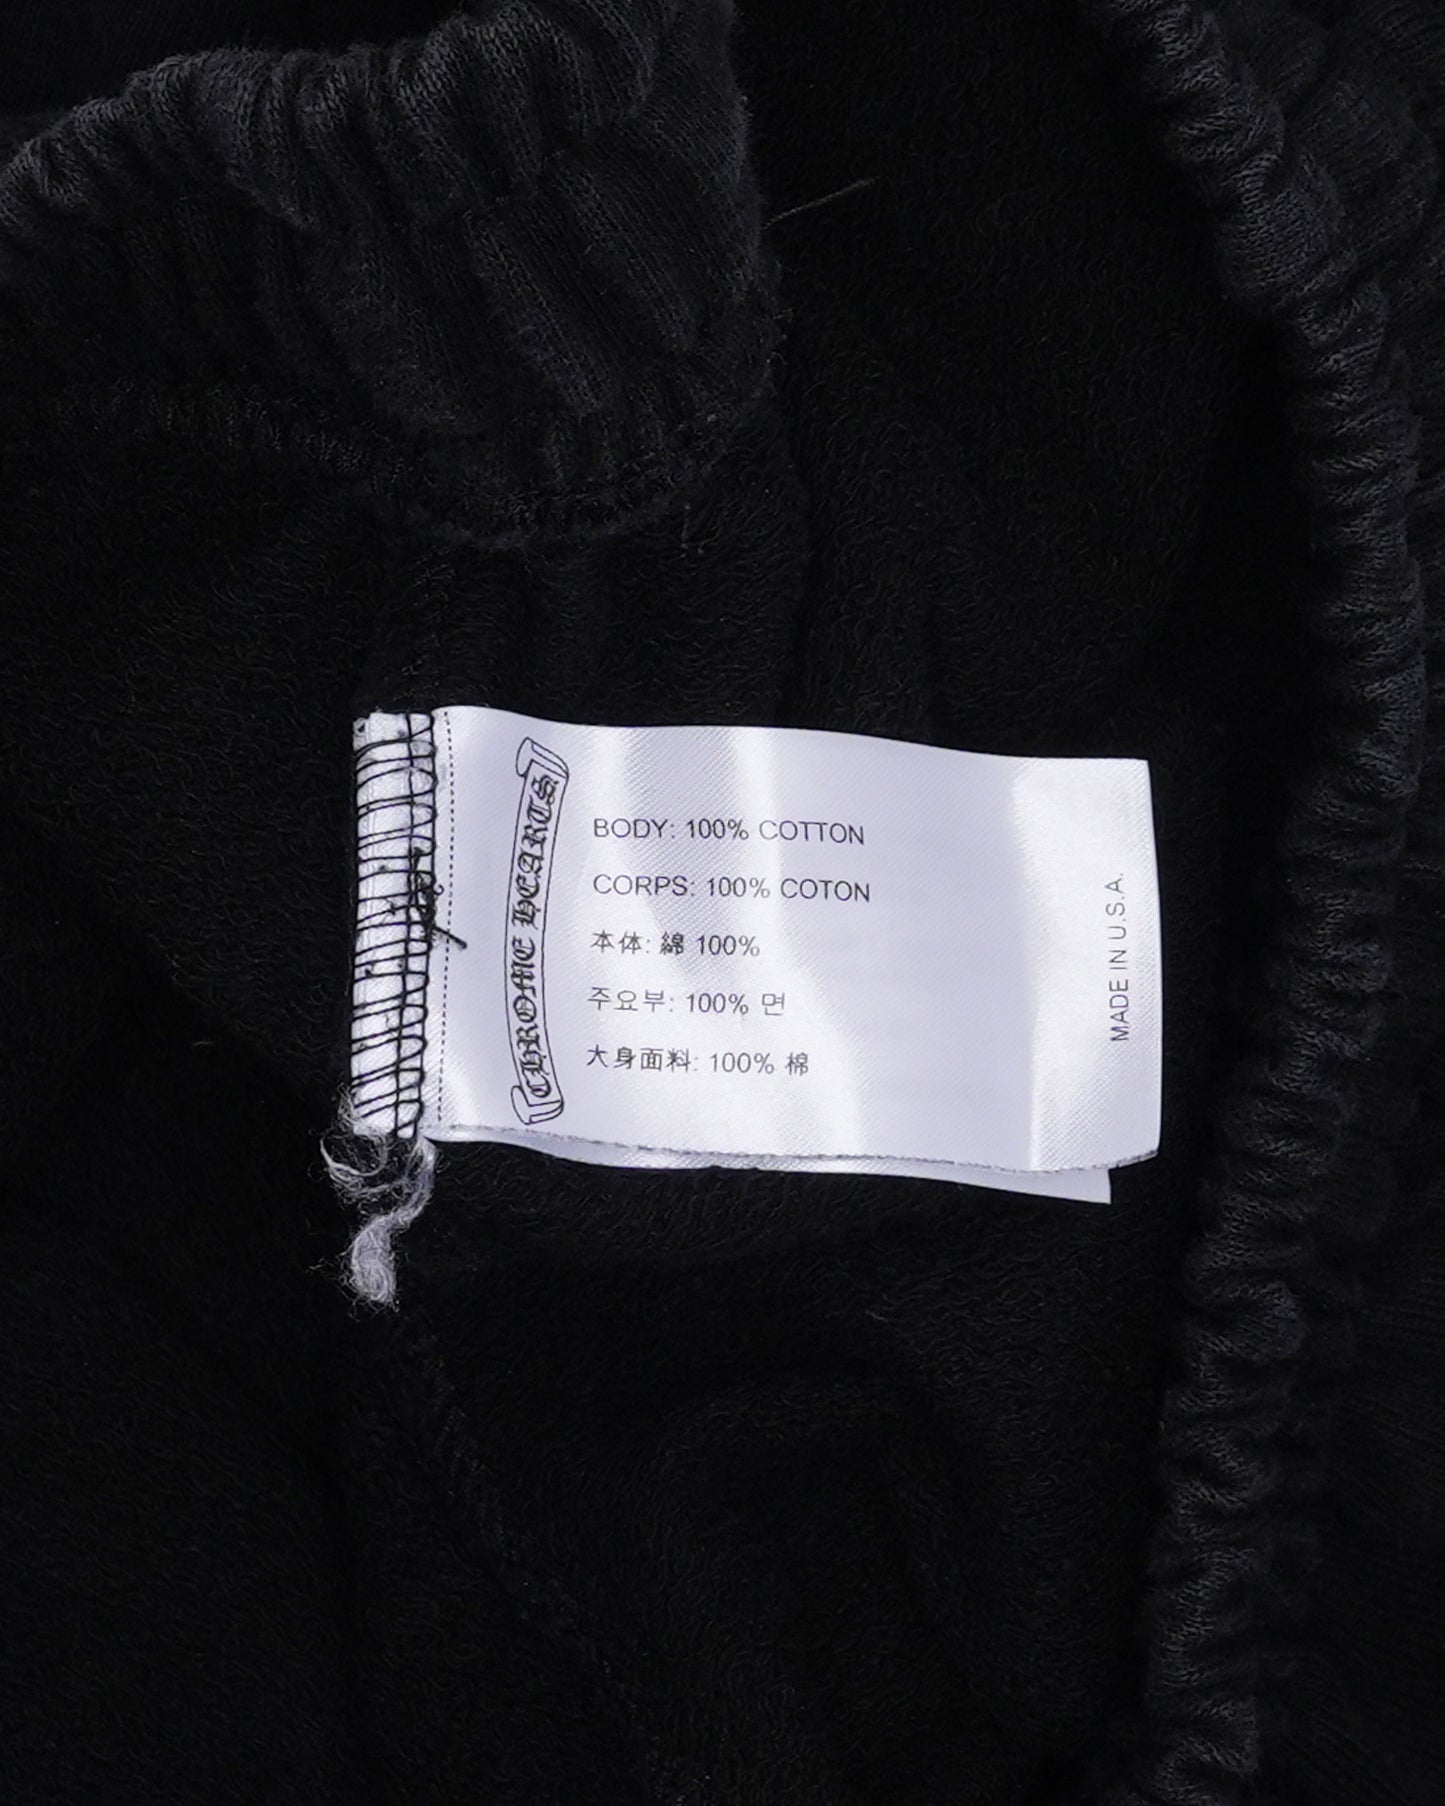 CHROME HEARTS
BODY: 100% COTTON
CORPS: 100% COTON
本体: 綿 100%
주요부: 100% 면
大身面料: 100% 棉
MADE IN U.S.A.